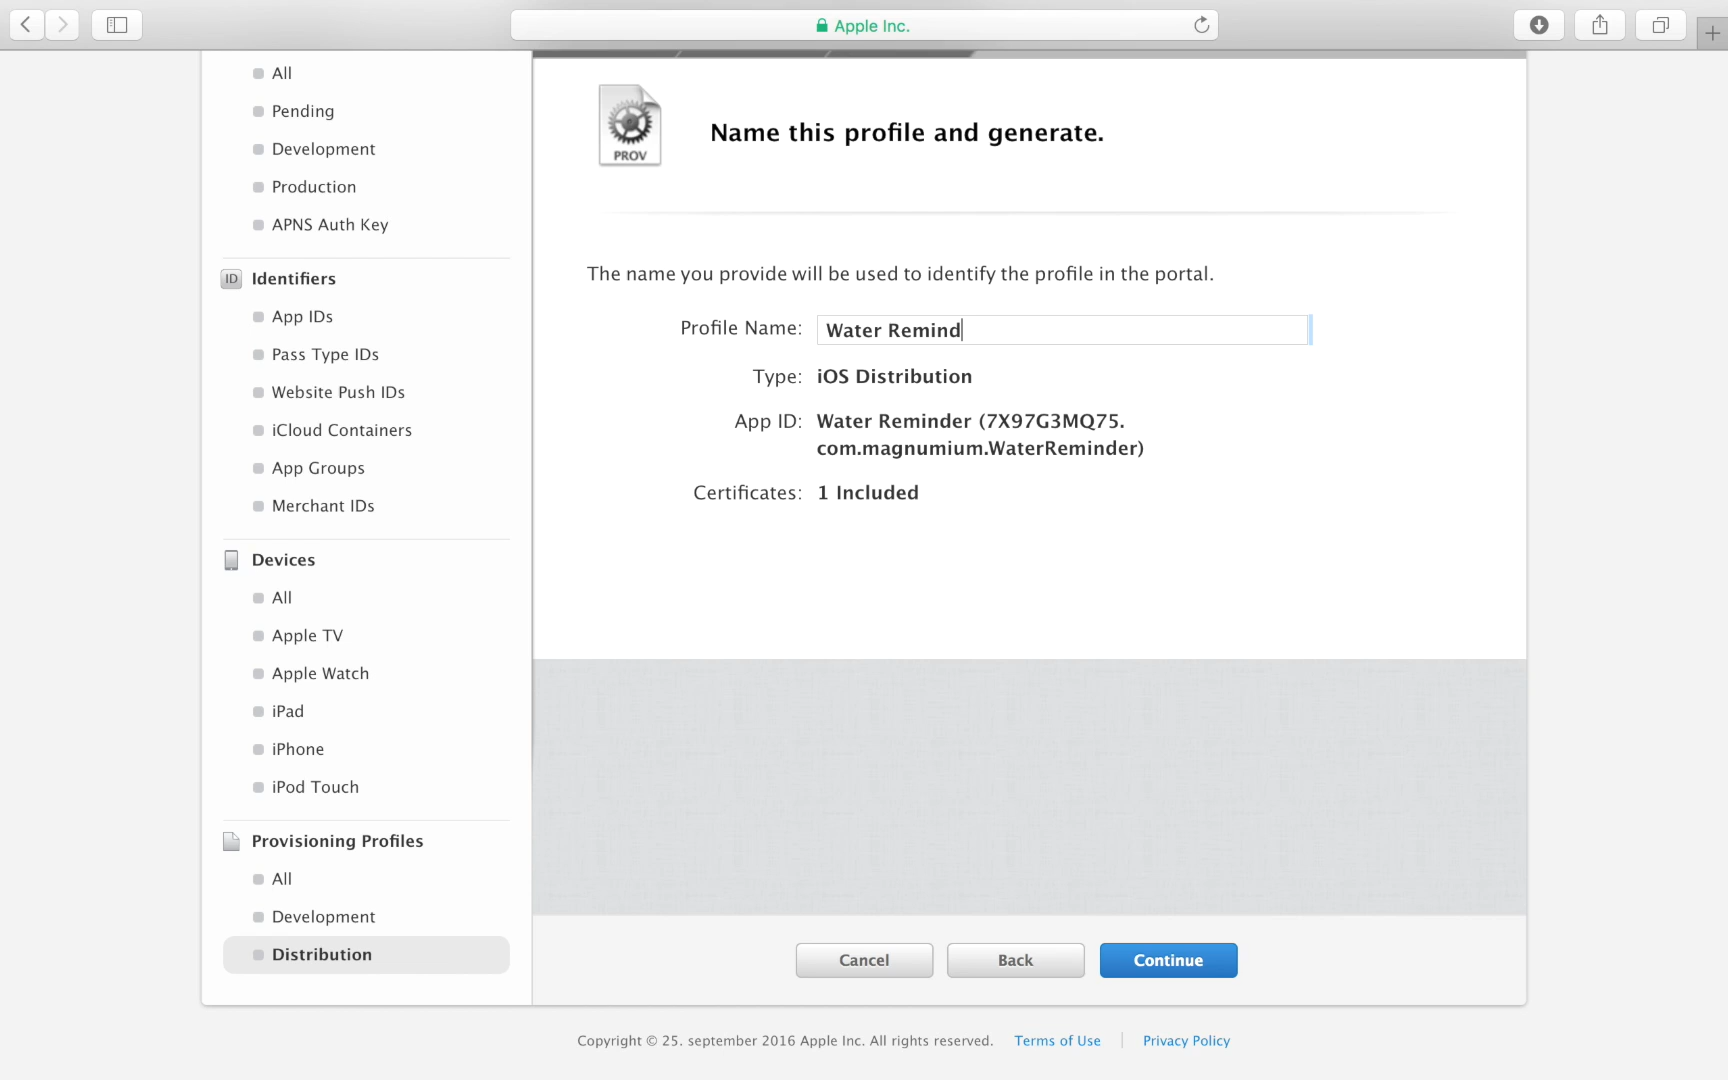 Apple Inc.
All
Pending
Development
Production
APNS Auth Key
ID Identifiers
App IDs
Pass Type IDs
Website Push IDs
iCloud Containers
App Groups
Merchant IDs
Devices
All
Apple TV
Apple Watch
iPad
iPhone
iPod Touch
Provisioning Profiles
All
Development
Distribution
PROV
Name this profile and generate.
The name you provide will be used to identify the profile in the portal.
Profile Name: Water Remind
Type: iOS Distribution
App ID: Water Reminder (7X97G3MQ75.
com.magnumium.WaterReminder)
Certificates: 1 Included
Cancel Back Continue
Copyright © 25. september 2016 Apple Inc. All rights reserved. Terms of Use Privacy Policy